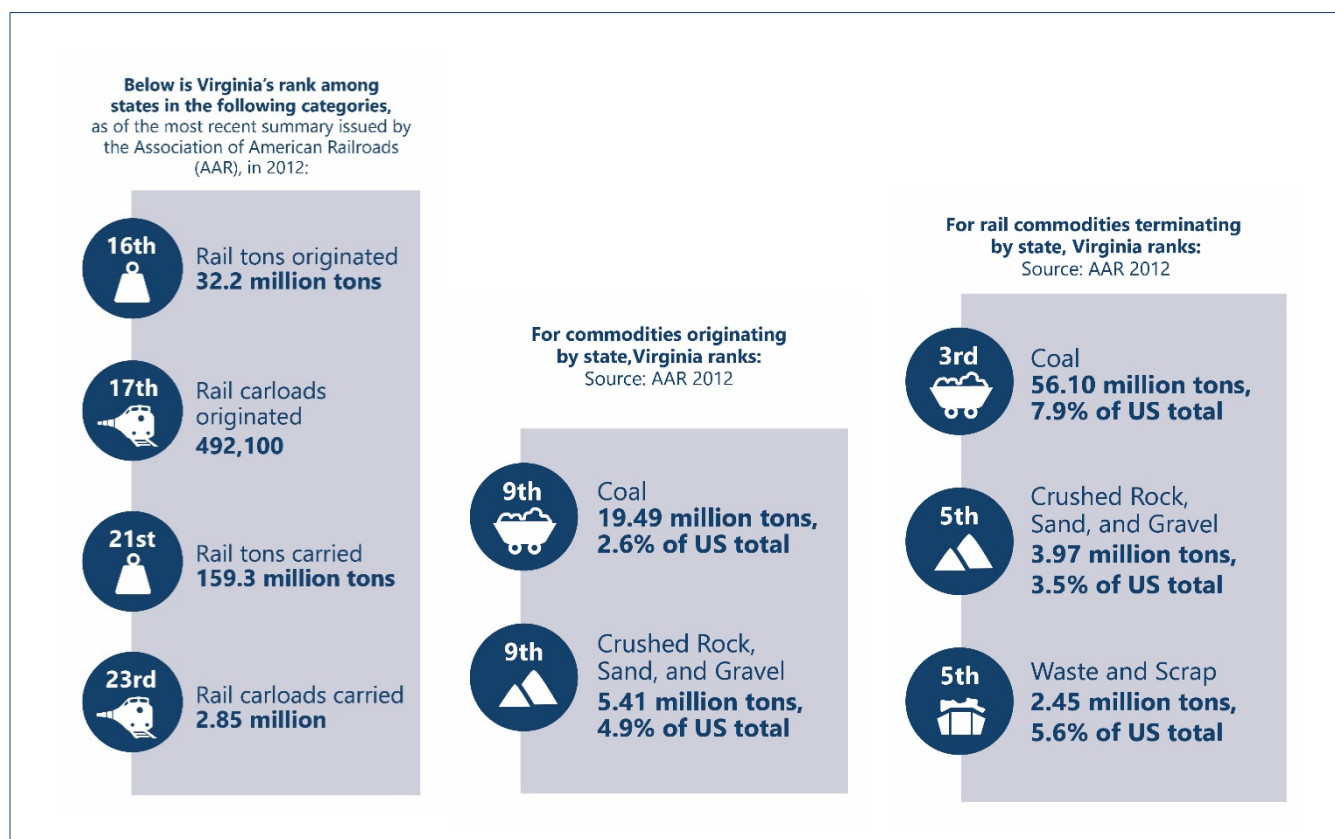 Below is Virginia's rank among
states in the following categories,
as of the most recent summary issued by
the Association of American Railroads
(AAR), in 2012:
16th
Rail tons originated
32.2 million tons
17th
Rail carloads
originated
492,100
21st
Rail tons carried
159.3 million tons
23rd
Rail carloads carried
2.85 million
For commodities originating
by state,Virginia ranks:
Source: AAR 2012
9th
Coal
19.49 million tons,
2.6% of US total
9th
Crushed Rock,
Sand, and Gravel
5.41 million tons,
4.9% of US total
For rail commodities terminating
by state, Virginia ranks:
Source: AAR 2012
3rd
Coal
56.10 million tons,
7.9% of US total
5th
Crushed Rock,
Sand, and Gravel
3.97 million tons,
3.5% of US total
5th
Waste and Scrap
2.45 million tons,
5.6% of US total